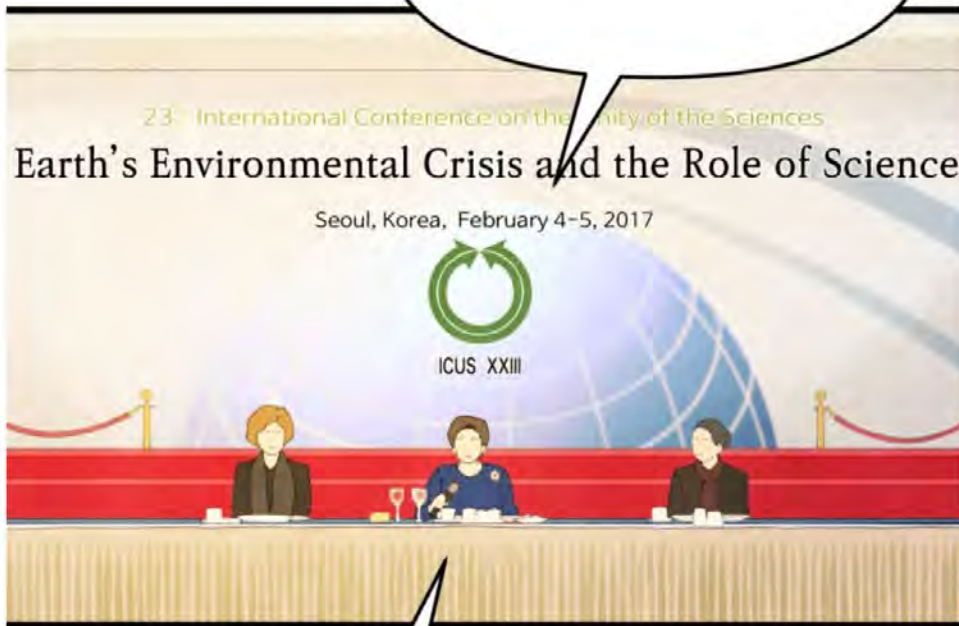 23 International Conference on the Unity of the Sciences
Earth's Environmental Crisis and the Role of Science
Seoul, Korea, February 4-5, 2017
ICUS XXIII